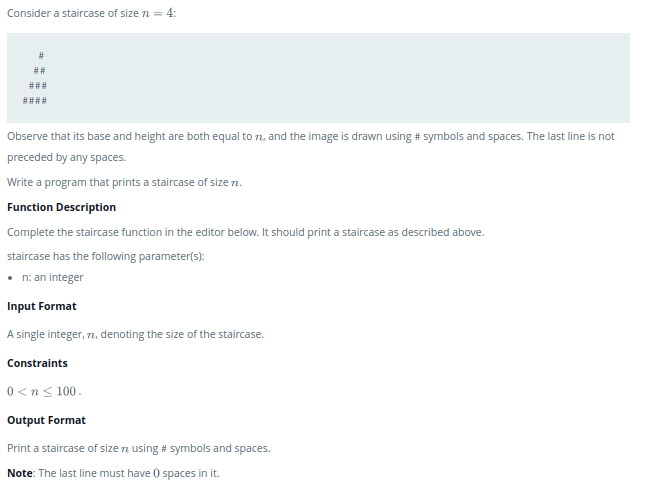 Consider a staircase of size n = 4:
#
##
###
####
Observe that its base and height are both equal to n, and the image is drawn using # symbols and spaces. The last line is not
preceded by any spaces.
Write a program that prints a staircase of size n.
Function Description
Complete the staircase function in the editor below. It should print a staircase as described above.
staircase has the following parameter(s):
• n: an integer
Input Format
A single integer, n, denoting the size of the staircase.
Constraints
0 < n ≤ 100 .
Output Format
Print a staircase of size n using # symbols and spaces.
Note: The last line must have 0 spaces in it.